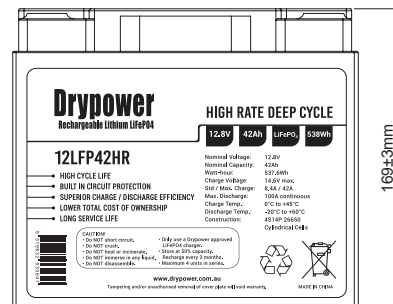 Drypower
Rechargeable Lithium LiFePO4
HIGH RATE DEEP CYCLE
12.8V 42Ah LiFePO₄ 538Wh
12LFP42HR
HIGH CYCLE LIFE
BUILT IN CIRCUIT PROTECTION
SUPERIOR CHARGE / DISCHARGE EFFICIENCY
LOWER TOTAL COST OF OWNERSHIP
LONG SERVICE LIFE
Nominal Voltage: 12.8V
Nominal Capacity: 42Ah
Watt-hour: 537.6Wh
Charge Voltage: 14.6V max.
Std / Max. Charge: 8.4A / 42A
Max. Discharge: 100A continuous
Charge Temp.: 0°C to +45°C
Discharge Temp.: -20°C to +60°C
Construction: 4S14P 26650
Cylindrical Cells
CAUTION!
• Do NOT short circuit.
• Do NOT crush.
• Do NOT heat or incinerate.
• Do NOT immerse in any liquid.
• Do NOT disassemble.
• Only use a Drypower approved
LiFePO4 charger.
• Store at 50% capacity.
Recharge every 3 months.
• Maximum 4 units in series.
www.drypower.com.au
Tampering and/or unauthorised removal of cover plate will void warranty.
MADE IN CHINA
169±3mm